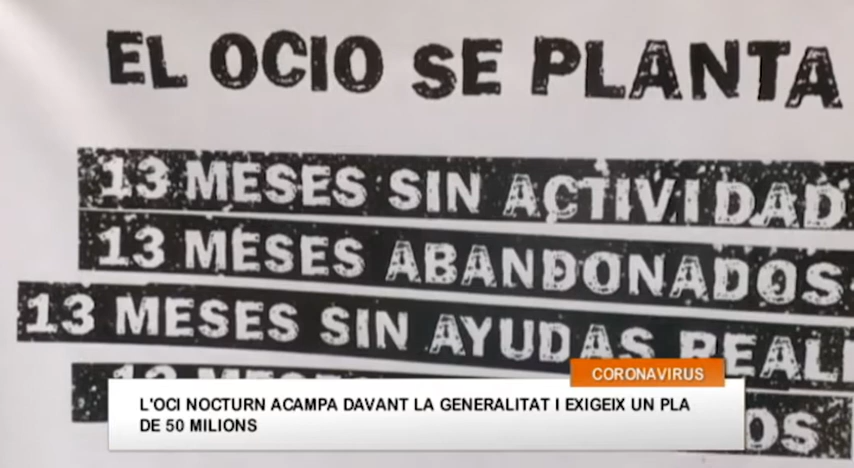 EL OCIO SE PLANTA
13 MESES SIN ACTIVIDAD
13 MESES ABANDONADOS
13 MESES SIN AYUDAS
CORONAVIRUS
L'OCI NOCTURN ACAMPA DAVANT LA GENERALITAT I EXIGEIX UN PLA
DE 50 MILIONS